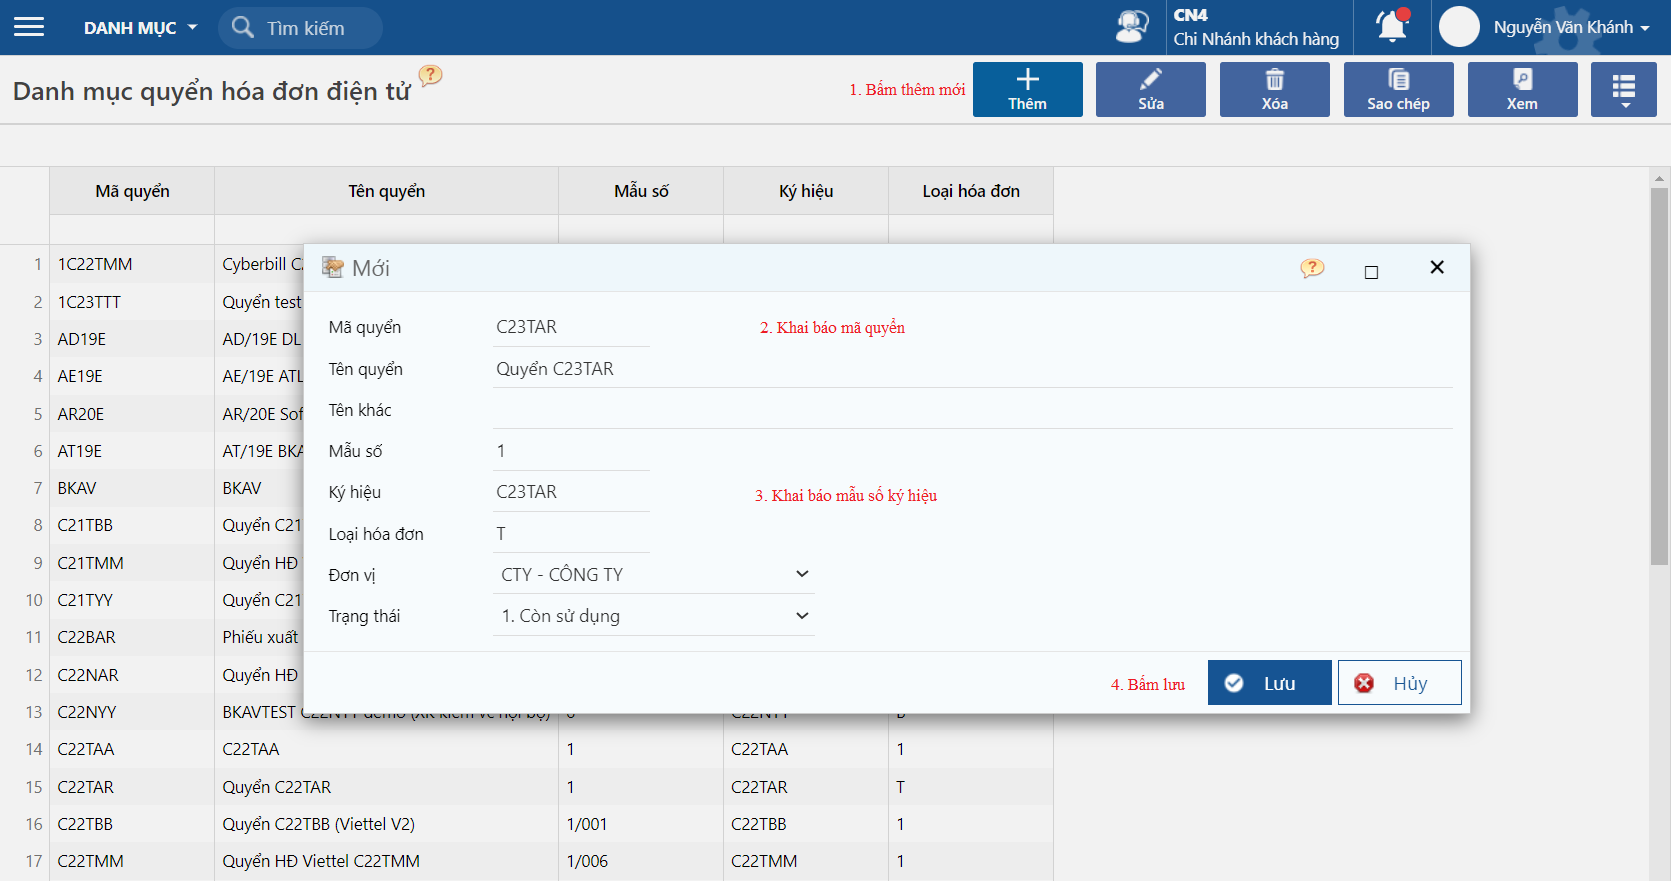 DANH MỤC
Tìm kiếm
CN4
Chi Nhánh khách hàng
Nguyễn Văn Khánh
Danh mục quyển hóa đơn điện tử
?
1. Bấm thêm mới
Thêm
Sửa
Xóa
Sao chép
Xem
Mã quyển Tên quyển Mẫu số Ký hiệu Loại hóa đơn
1 1C22TMM Cyberbill C
2 1C23TTT Quyển test
3 AD19E AD/19E DL
4 AE19E AE/19E ATL
5 AR20E AR/20E Sof
6 AT19E AT/19E BKA
7 BKAV BKAV
8 C21TBB Quyển C21
9 C21TMM Quyển HĐ
10 C21TYY Quyển C21
11 C22BAR Phiếu xuất
12 C22NAR Quyển HĐ
13 C22NYY BKAVTEST C22NYY demo (XK kiêm vc nội bộ) 6 C22NYY B
14 C22TAA C22TAA 1 C22TAA 1
15 C22TAR Quyển C22TAR 1 C22TAR T
16 C22TBB Quyển C22TBB (Viettel V2) 1/001 C22TBB 1
17 C22TMM Quyển HĐ Viettel C22TMM 1/006 C22TMM 1
Mới
?
Mã quyển C23TAR
2. Khai báo mã quyển
Tên quyển Quyển C23TAR
Tên khác
Mẫu số 1
Ký hiệu C23TAR
3. Khai báo mẫu số ký hiệu
Loại hóa đơn T
Đơn vị CTY - CÔNG TY
Trạng thái 1. Còn sử dụng
4. Bấm lưu
Lưu
Hủy